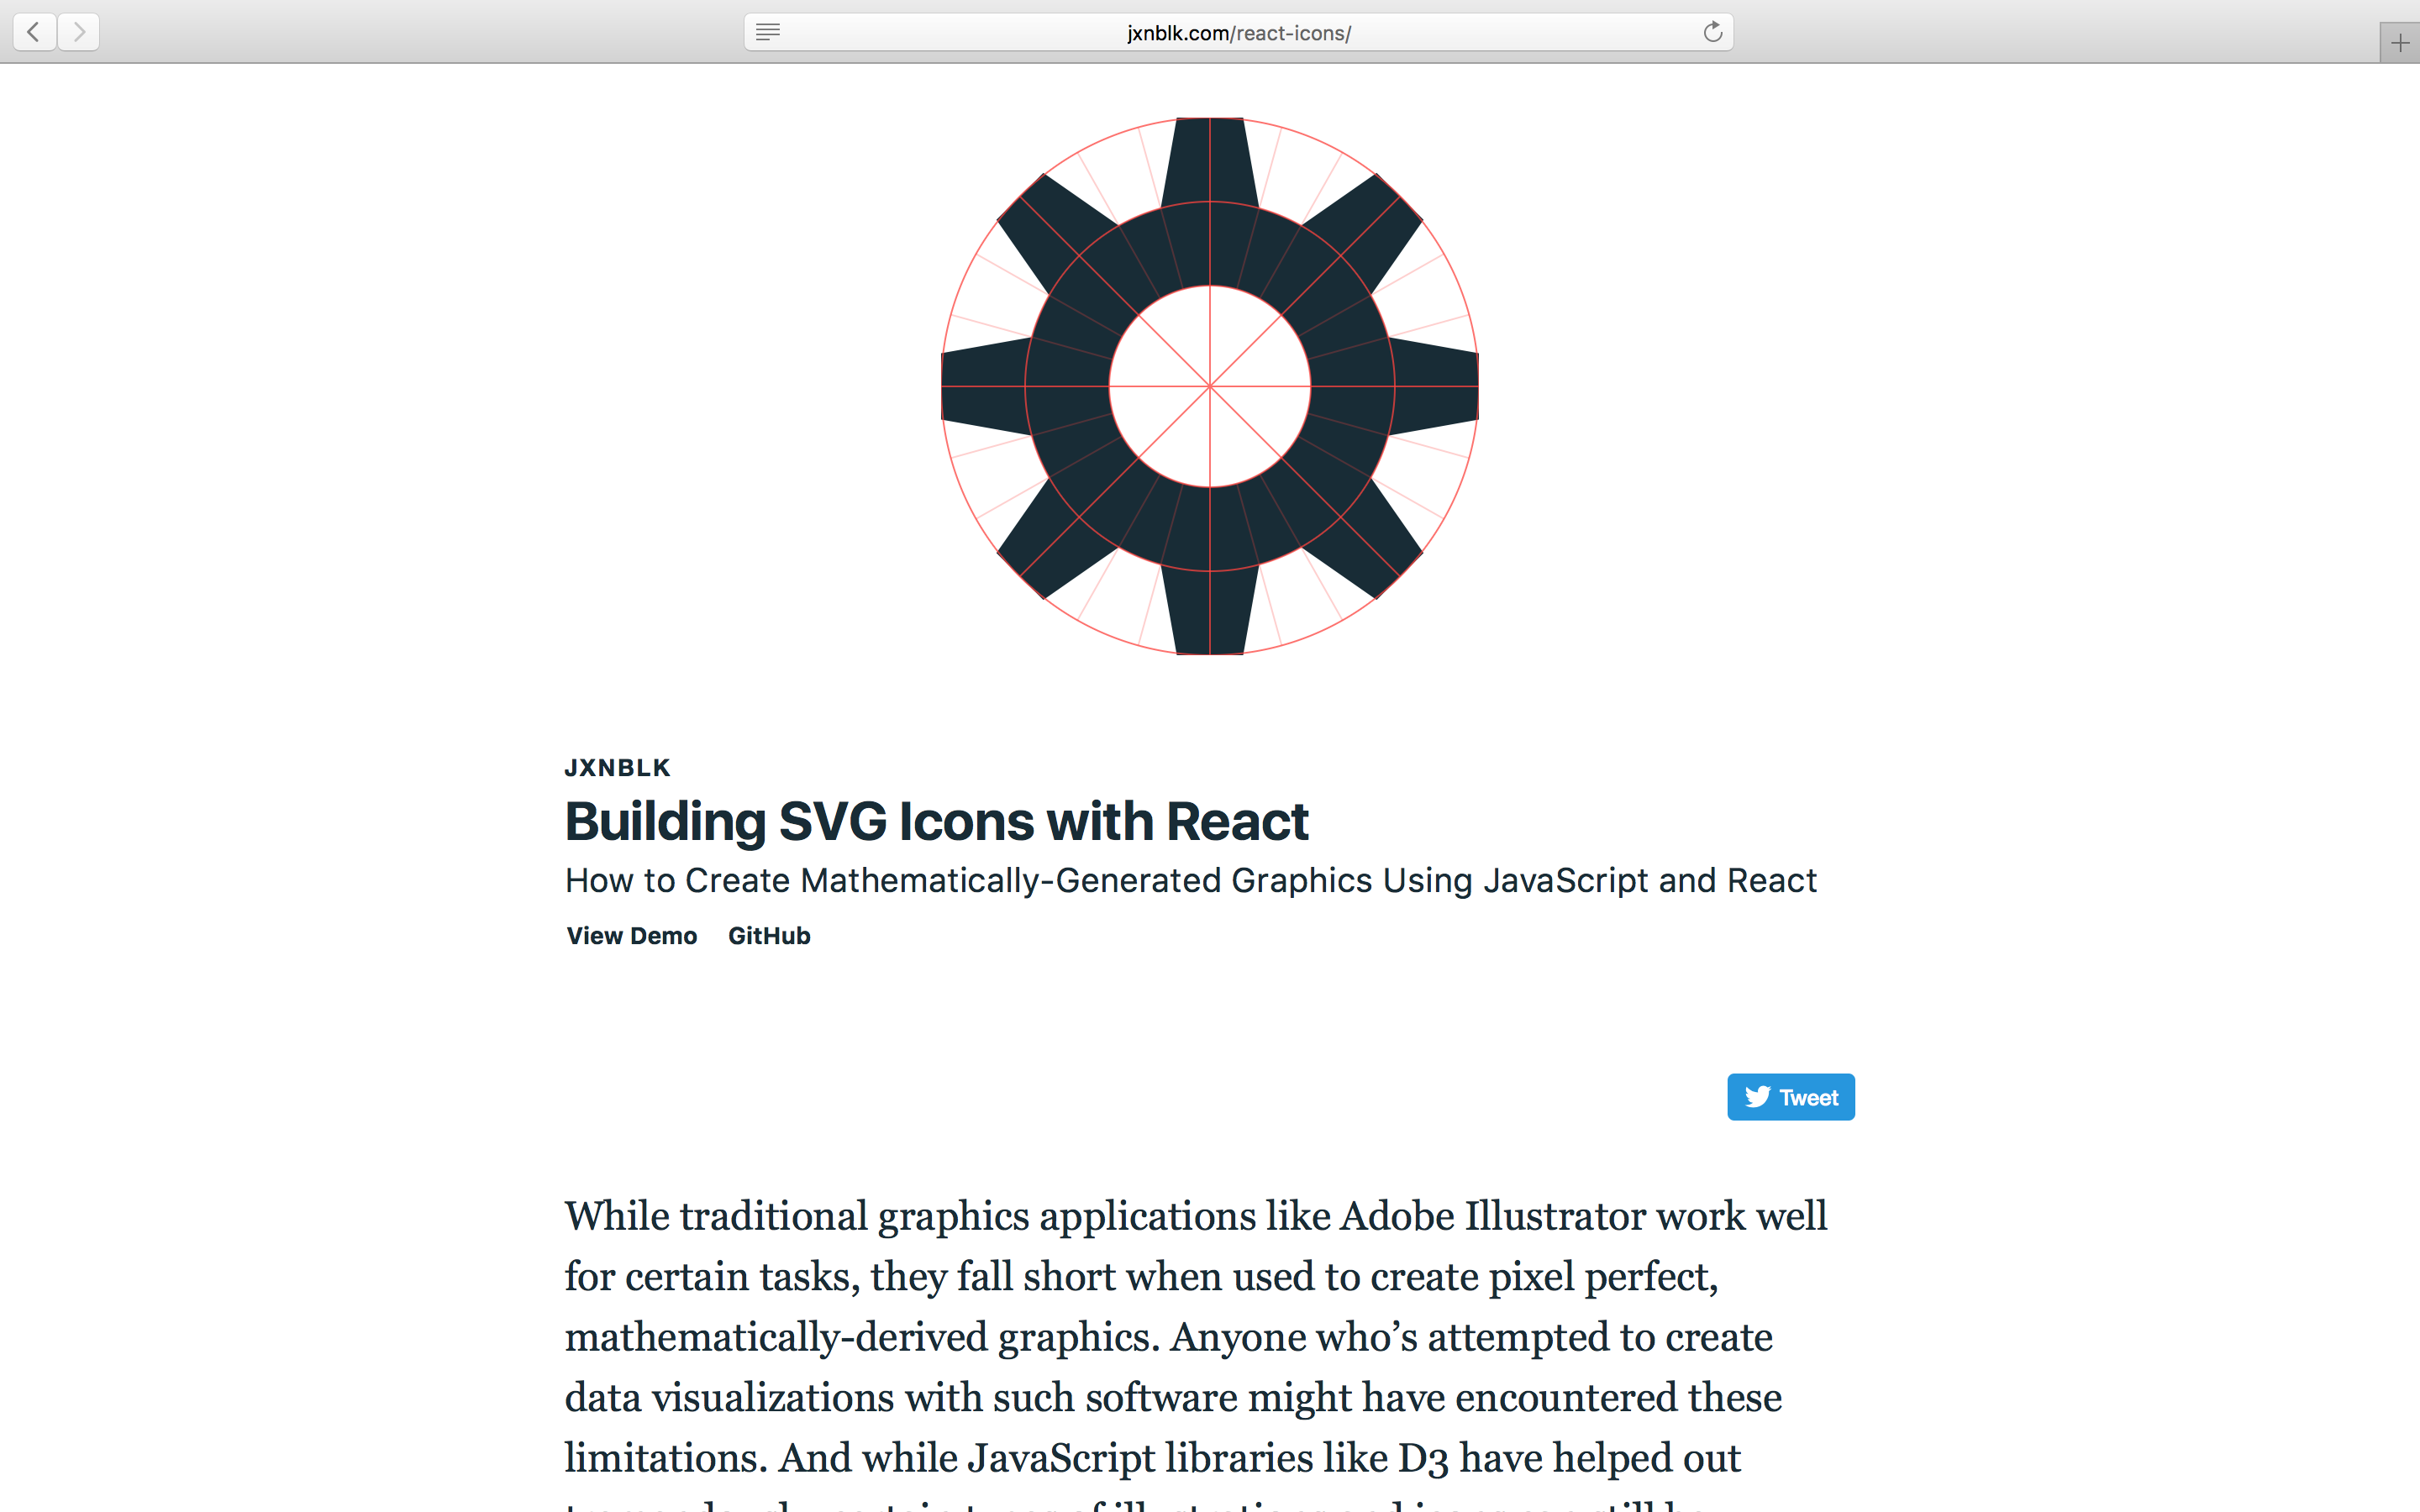 jxnblk.com/react-icons/
JXNBLK
Building SVG Icons with React
How to Create Mathematically-Generated Graphics Using JavaScript and React
View Demo GitHub
Tweet
While traditional graphics applications like Adobe Illustrator work well
for certain tasks, they fall short when used to create pixel perfect,
mathematically-derived graphics. Anyone who’s attempted to create
data visualizations with such software might have encountered these
limitations. And while JavaScript libraries like D3 have helped out